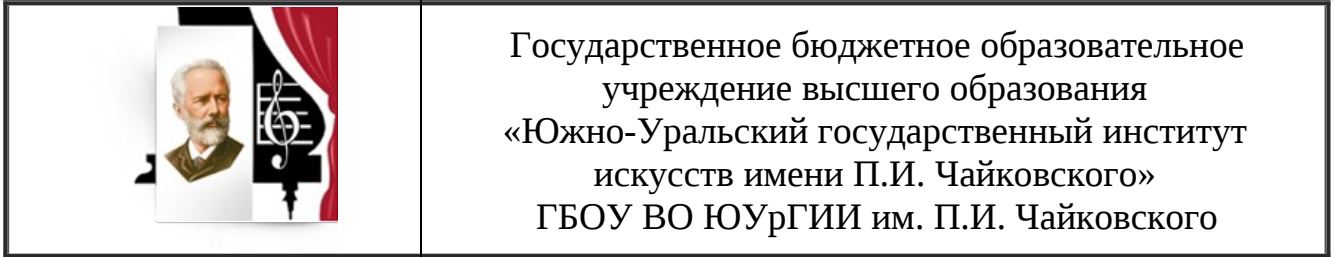 Государственное бюджетное образовательное
учреждение высшего образования
«Южно-Уральский государственный институт
искусств имени П.И. Чайковского»
ГБОУ ВО ЮУрГИИ им. П.И. Чайковского